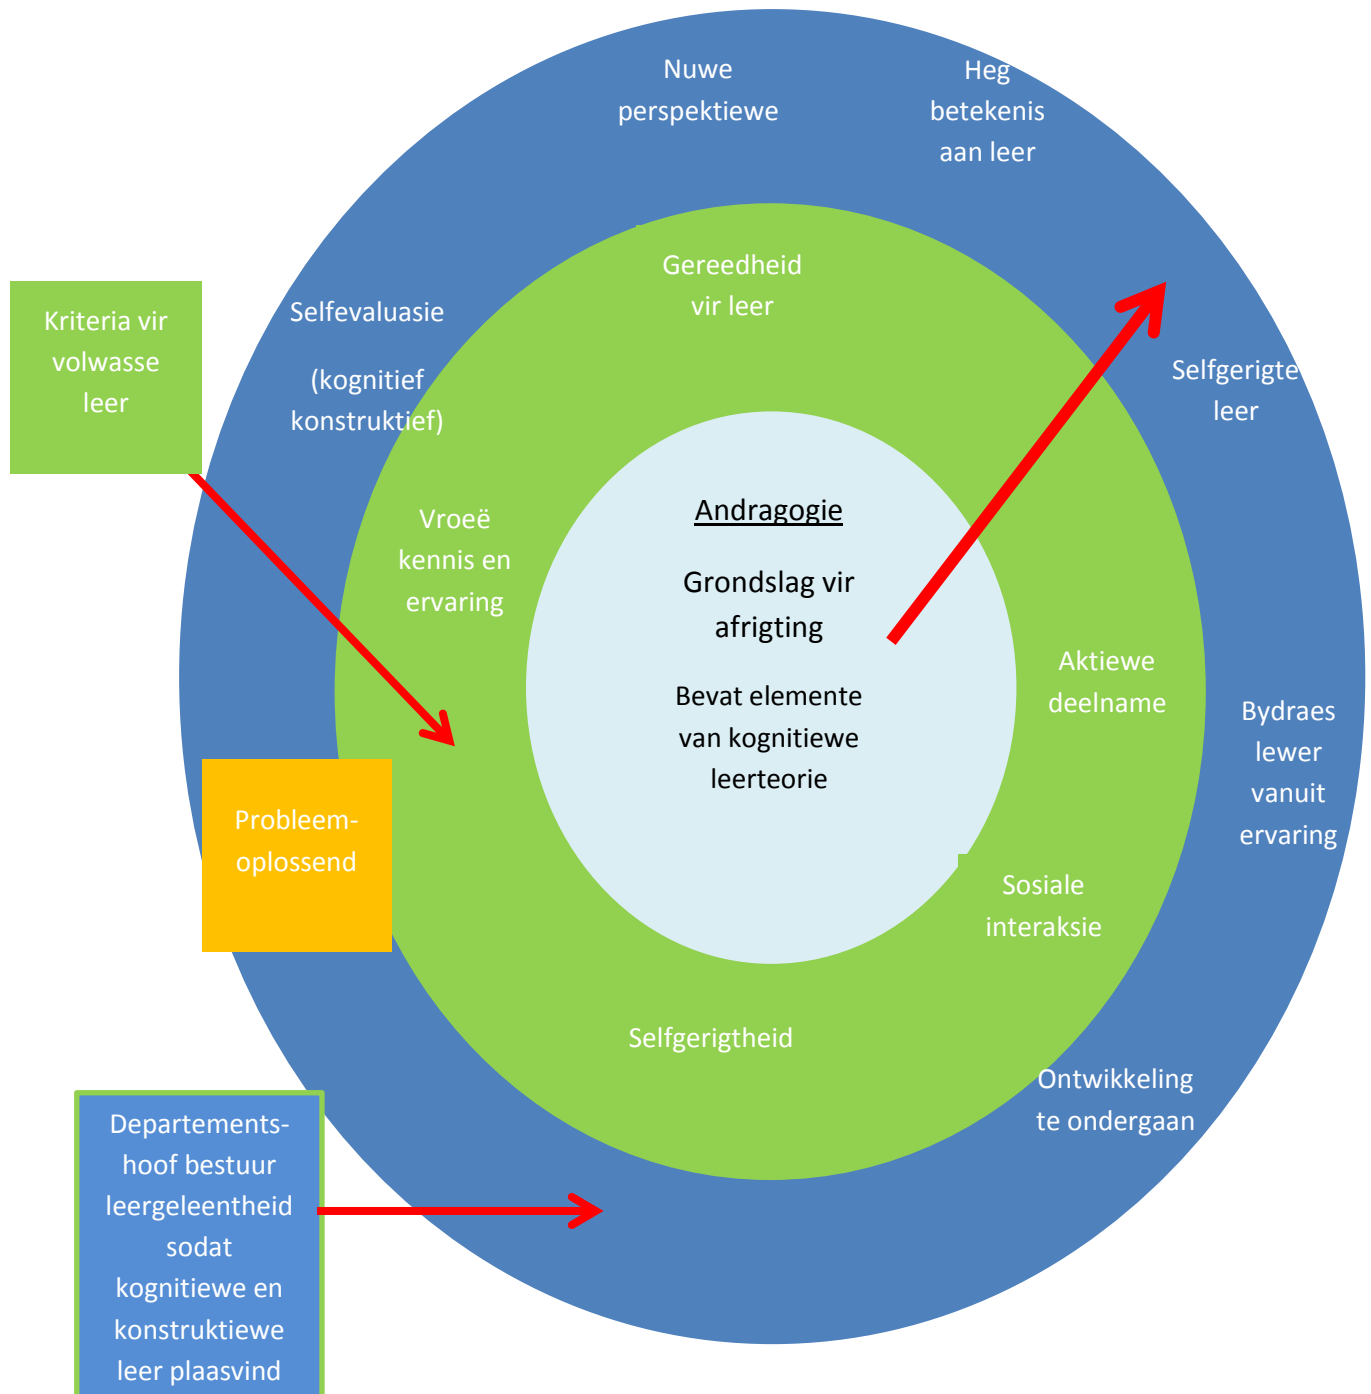 Nuwe
perspektiewe
Heg
betekenis
aan leer
Gereedheid
vir leer
Selfevaluasie
(kognitief
konstruktief)
Kriteria vir
volwasse
leer
Selfgerigte
leer
Vroeë
kennis en
ervaring
Andragogie
Grondslag vir
afrigting
Bevat elemente
van kognitiewe
leerteorie
Aktiewe
deelname
Bydraes
lewer
vanuit
ervaring
Probleem-
oplossend
Sosiale
interaksie
Selfgerigtheid
Ontwikkeling
te ondergaan
Departements-
hoof bestuur
leergeleentheid
sodat
kognitiewe en
konstruktiewe
leer plaasvind